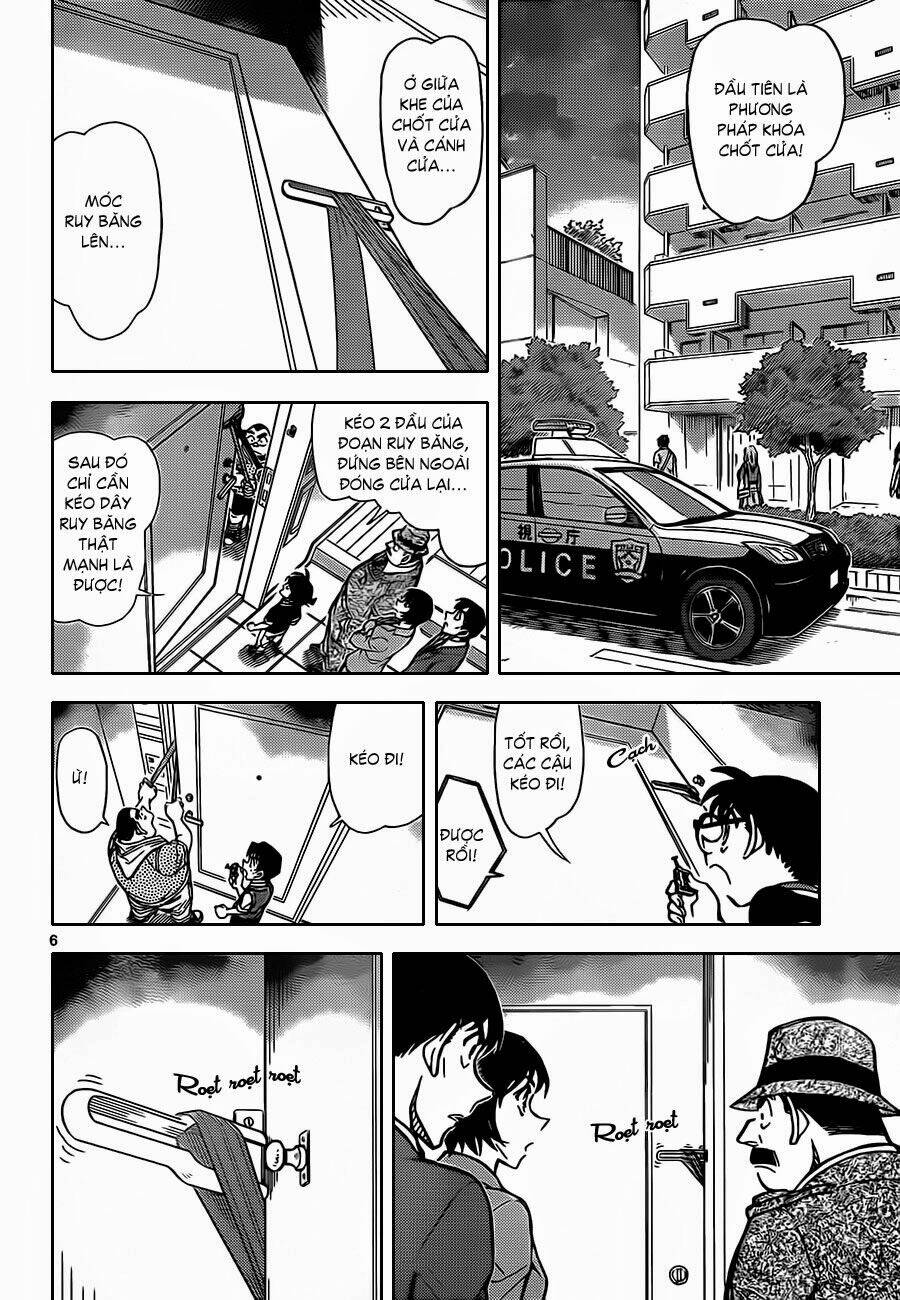 ĐẦU TIÊN LÀ
PHƯƠNG
PHÁP KHÓA
CHỐT CỬA!
視 庁
OLICE
Ở GIỮA
KHE CỦA
CHỐT CỬA
VÀ CÁNH
CỬA...
MÓC
RUY BĂNG
LÊN...
KÉO 2 ĐẦU CỦA
ĐOẠN RUY BĂNG,
ĐỨNG BÊN NGOÀI
ĐÓNG CỬA LẠI...
SAU ĐÓ
CHỈ CẦN
KÉO DÂY
RUY BĂNG
THẬT
MẠNH LÀ
ĐƯỢC!
Cạch
TỐT RỒI,
CÁC CẬU
KÉO ĐI!
ĐƯỢC
RỒI!
KÉO ĐI!
Ừ!
6
Roẹt roẹt
Roẹt roẹt roẹt